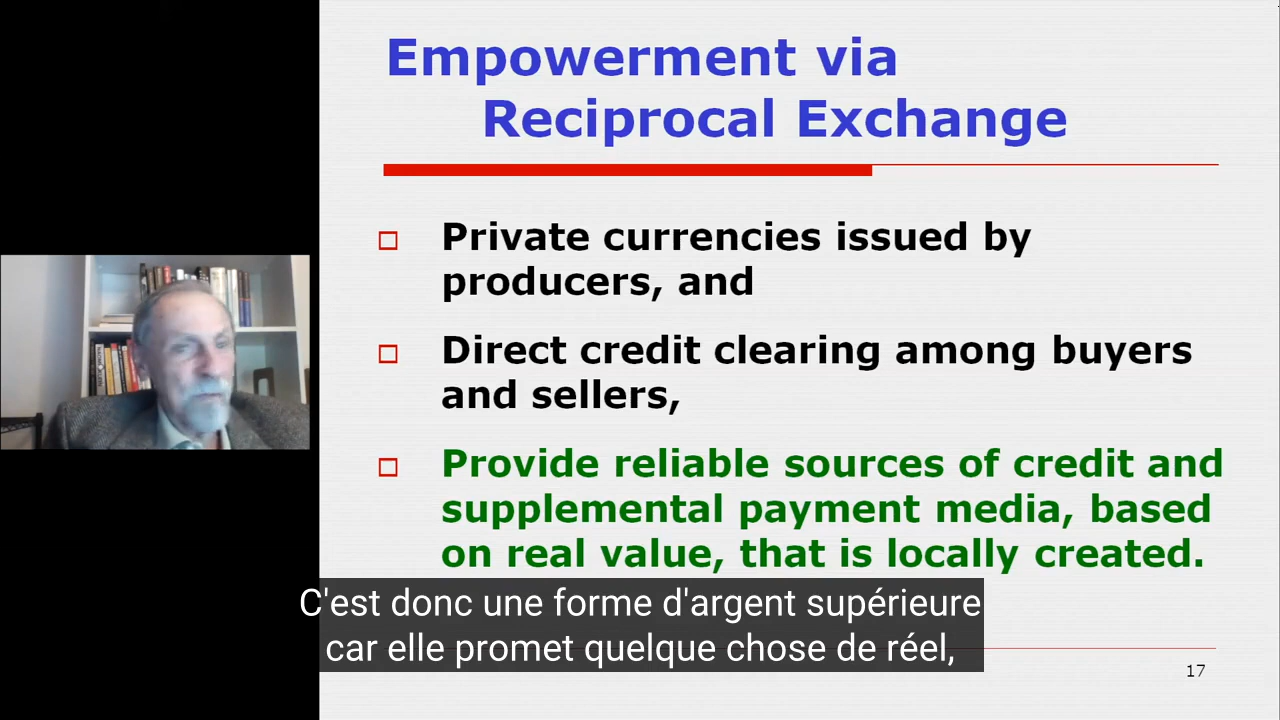 Empowerment via
Reciprocal Exchange
Private currencies issued by
producers, and
Direct credit clearing among buyers
and sellers,
Provide reliable sources of credit and
supplemental payment media, based
on real value, that is locally created.
C'est donc une forme d'argent supérieure
car elle promet quelque chose de réel,
17